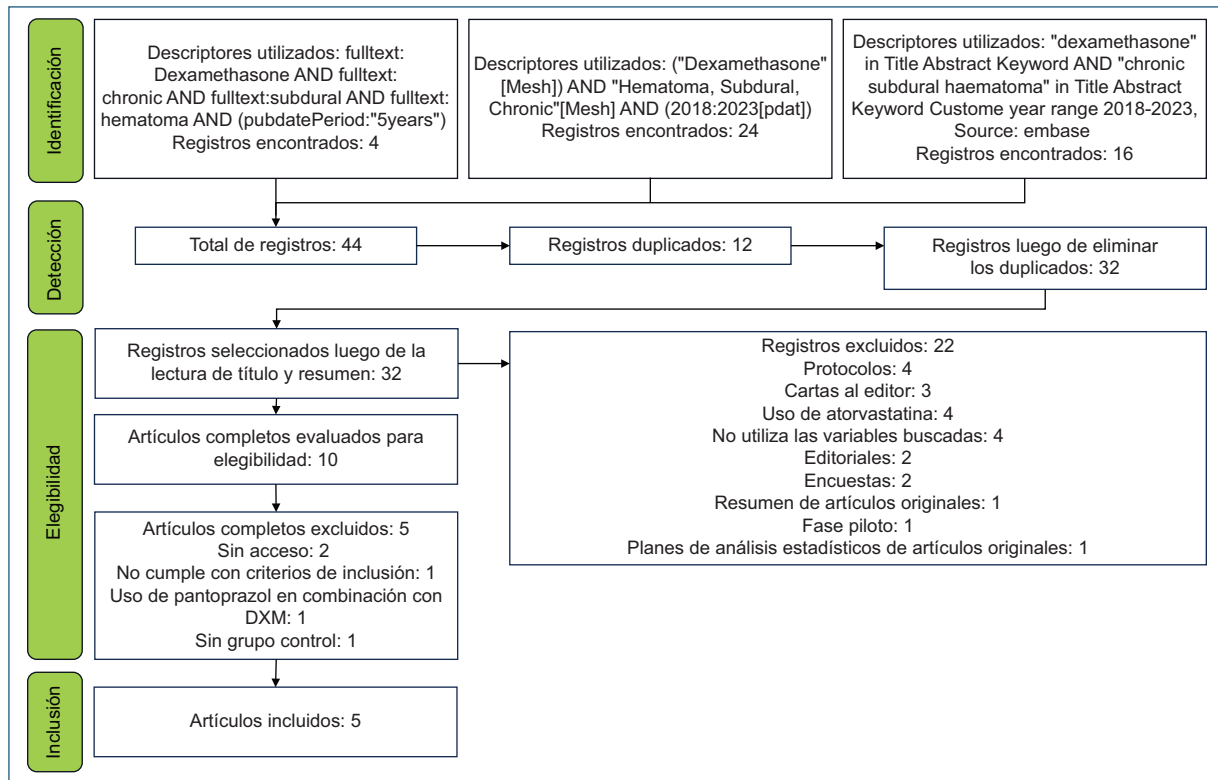 Identificación
Descriptores utilizados: fulltext:
Dexamethasone AND fulltext:
chronic AND fulltext:subdural AND fulltext:
hematoma AND (pubdatePeriod:"5years")
Registros encontrados: 4
Descriptores utilizados: ("Dexamethasone"
[Mesh]) AND "Hematoma, Subdural,
Chronic"[Mesh] AND (2018:2023[pdat])
Registros encontrados: 24
Descriptores utilizados: "dexamethasone"
in Title Abstract Keyword AND "chronic
subdural haematoma" in Title Abstract
Keyword Custome year range 2018-2023,
Source: embase
Registros encontrados: 16
Detección
Total de registros: 44
Registros duplicados: 12
Registros luego de eliminar
los duplicados: 32
Elegibilidad
Registros seleccionados luego de la
lectura de título y resumen: 32
Registros excluidos: 22
Protocolos: 4
Cartas al editor: 3
Uso de atorvastatina: 4
No utiliza las variables buscadas: 4
Editoriales: 2
Encuestas: 2
Resumen de artículos originales: 1
Fase piloto: 1
Planes de análisis estadísticos de artículos originales: 1
Artículos completos evaluados para
elegibilidad: 10
Artículos completos excluidos: 5
Sin acceso: 2
No cumple con criterios de inclusión: 1
Uso de pantoprazol en combinación con
DXM: 1
Sin grupo control: 1
Inclusión
Artículos incluidos: 5